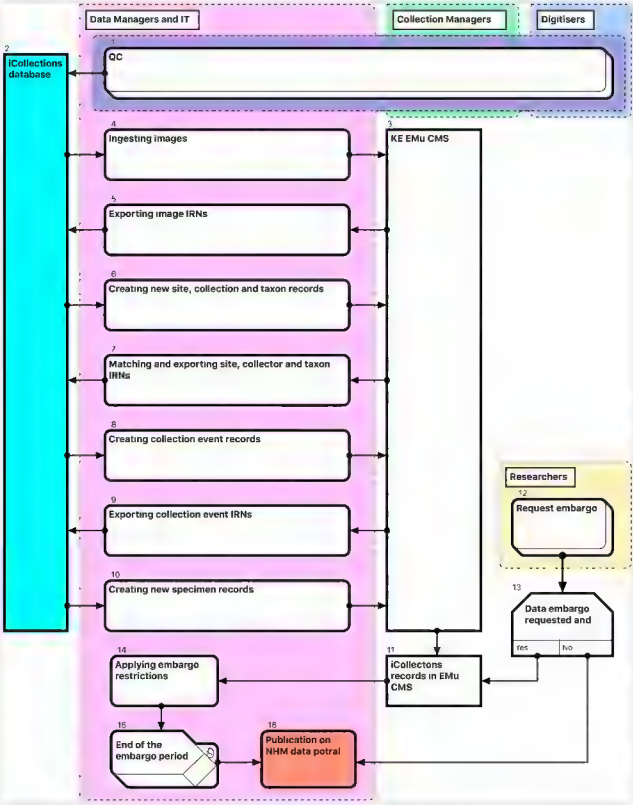 Data Managers and IT
Collection Managers
Digitisers
1
QC
2
iCollections
database
3
KE EMu CMS
4
Ingesting images
5
Exporting image IRNs
6
Creating new site, collection and taxon records
7
Matching and exporting site, collector and taxon
IRNs
8
Creating collection event records
9
Exporting collection event IRNs
10
Creating new specimen records
Researchers
12
Request embargo
13
Data embargo
requested and
Yes
No
14
Applying embargo
restrictions
11
iCollectons
records in EMu
CMS
15
End of the
embargo period
16
Publication on
NHM data potral